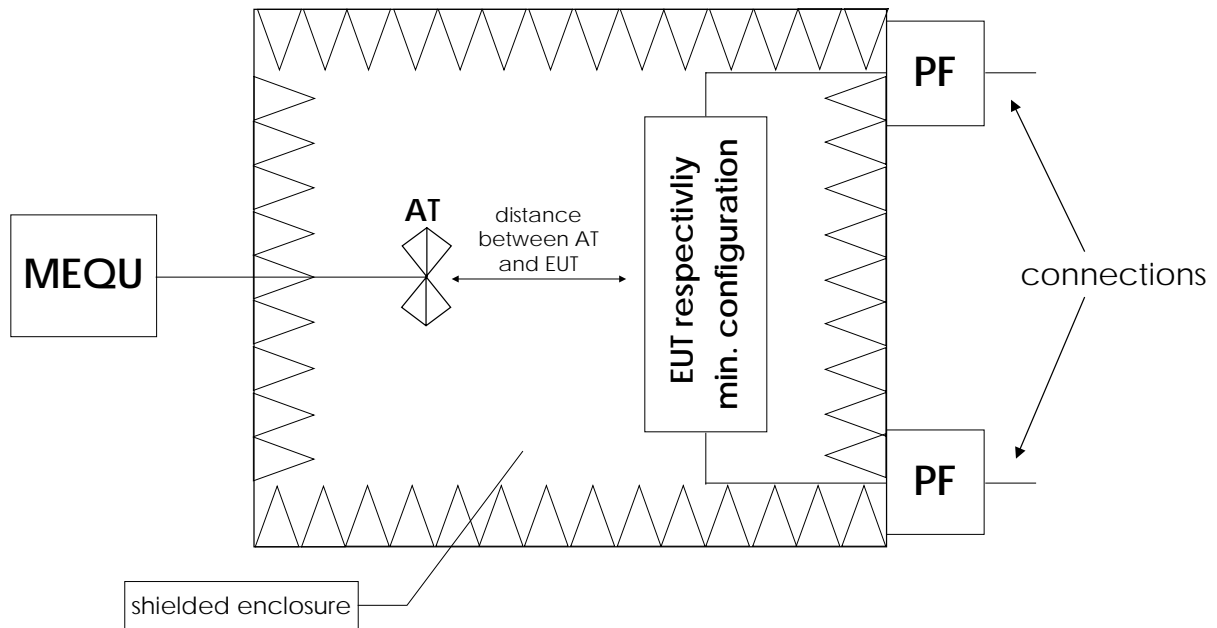 PF
MEQU
AT
distance
between AT
and EUT
EUT respectivliy
min. configuration
connections
PF
shielded enclosure